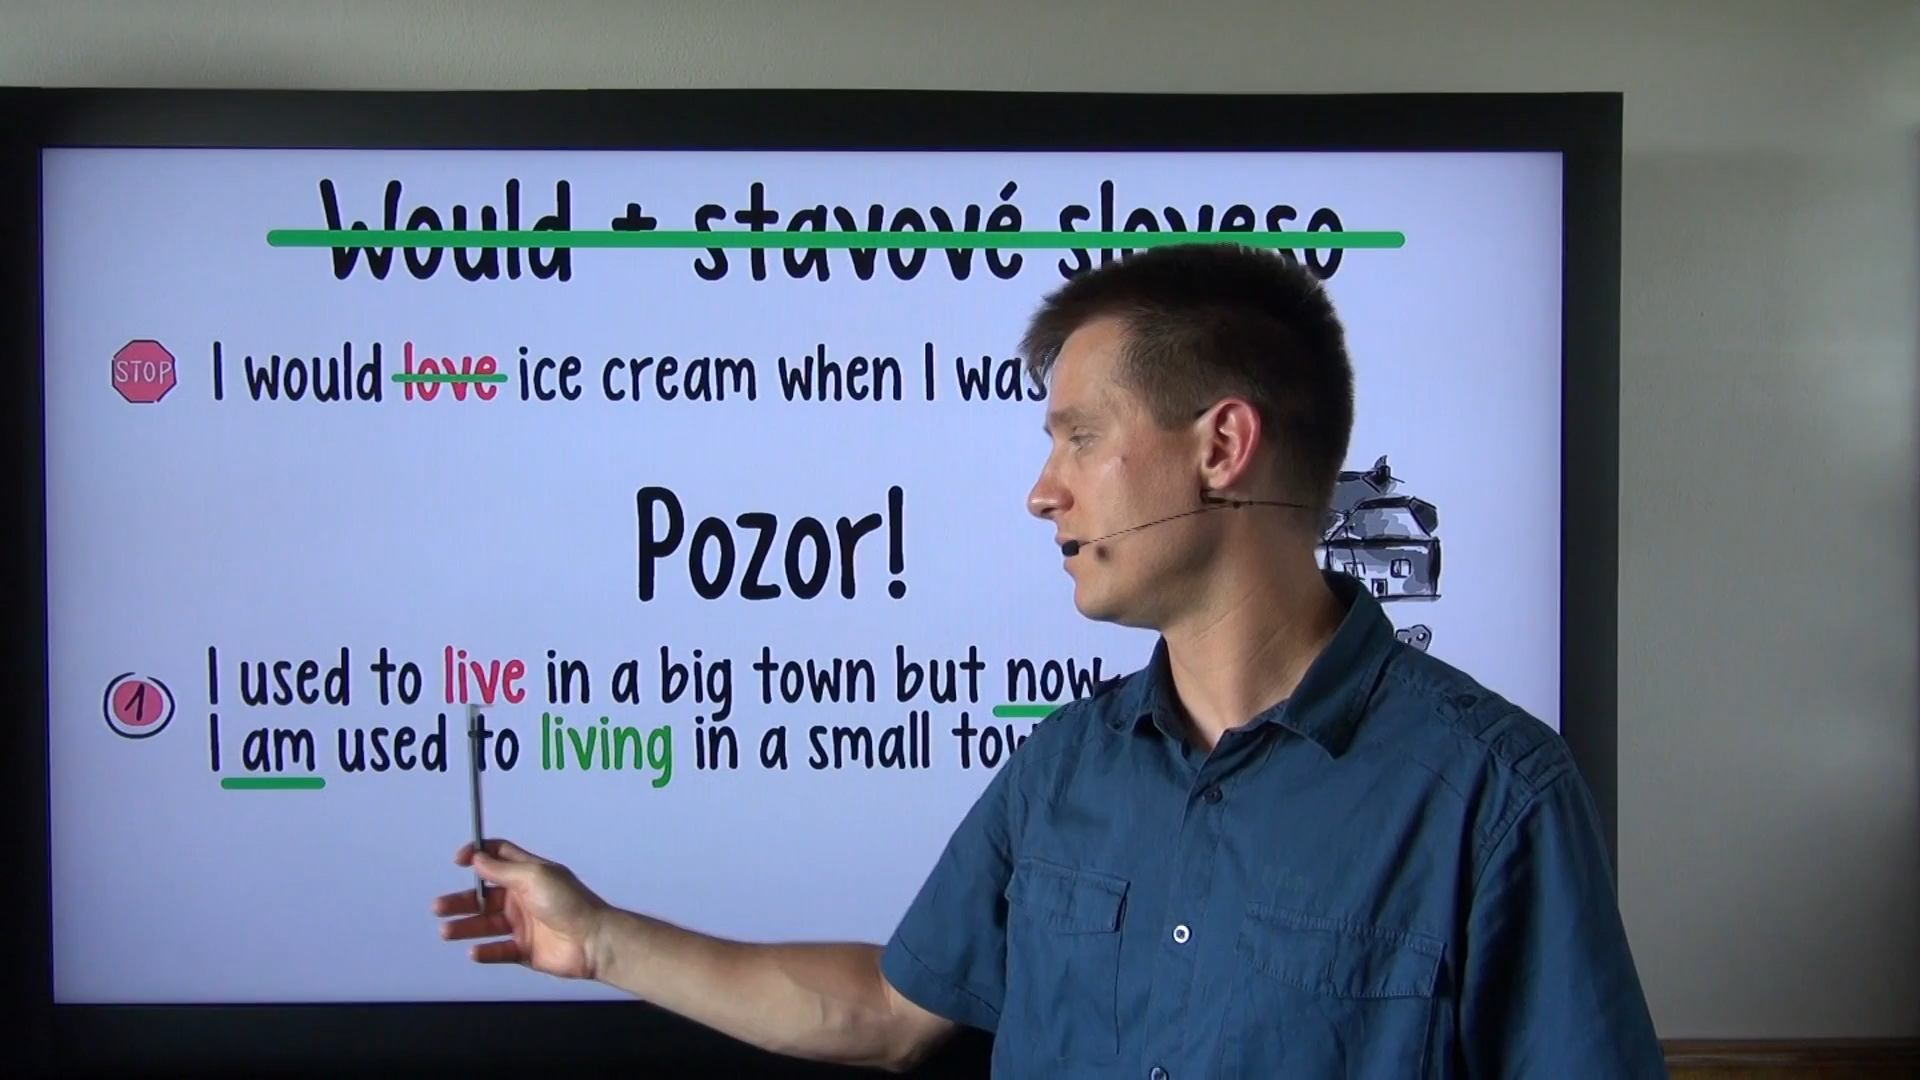 Would + stavové sloveso
STOP I would love ice cream when I was
Pozor!
1 I used to live in a big town but now
I am used to living in a small